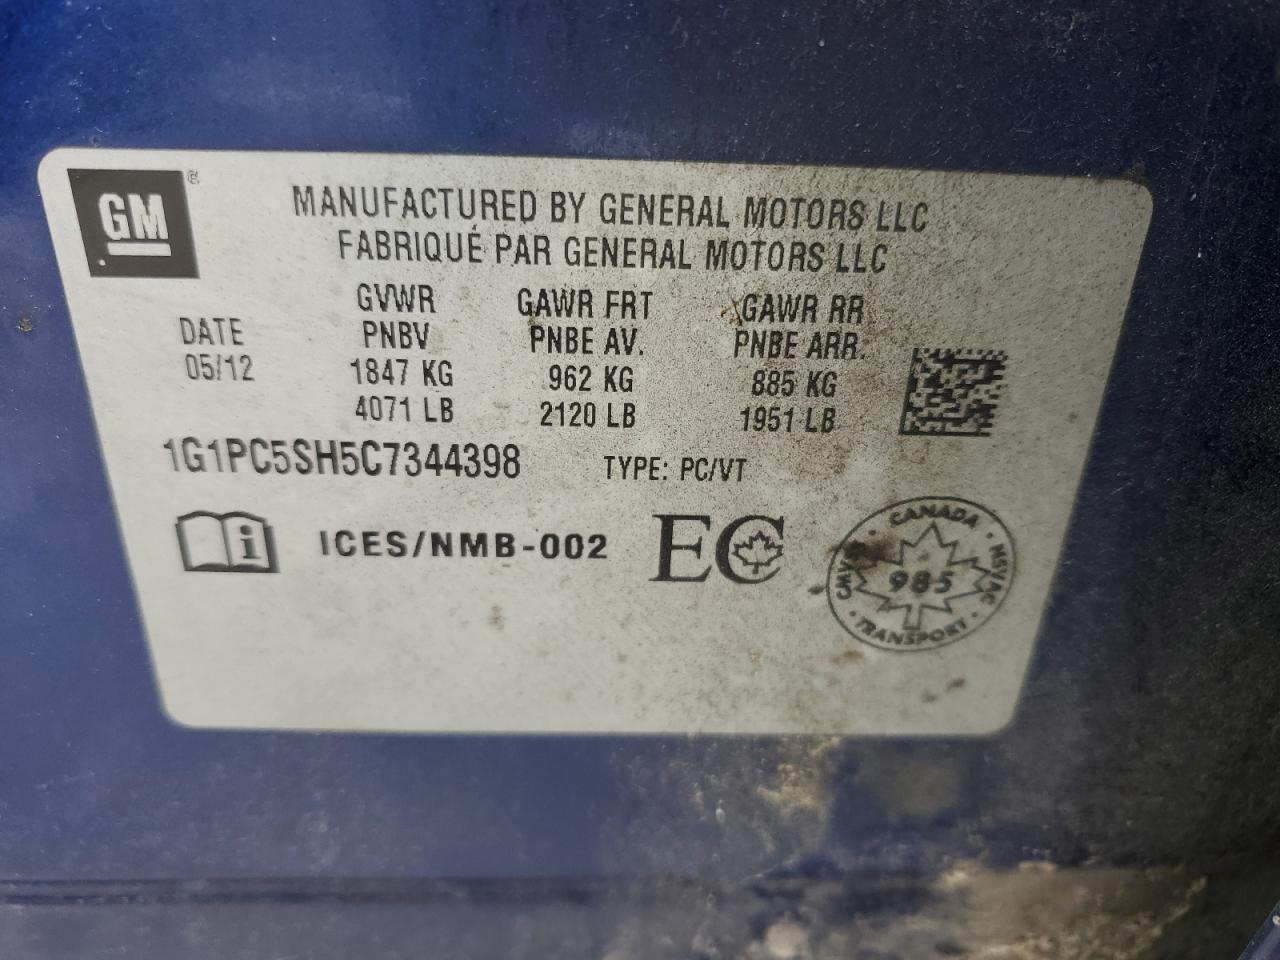 GM ®
MANUFACTURED BY GENERAL MOTORS LLC
FABRIQUÉ PAR GENERAL MOTORS LLC
GVWR GAWR FRT GAWR RR
DATE PNBV PNBE AV. PNBE ARR.
05/12 1847 KG 962 KG 885 KG
4071 LB 2120 LB 1951 LB
1G1PC5SH5C7344398 TYPE: PC/VT
i ICES/NMB-002 EC
CANADA
CMVSS 985 NSVAC
TRANSPORT